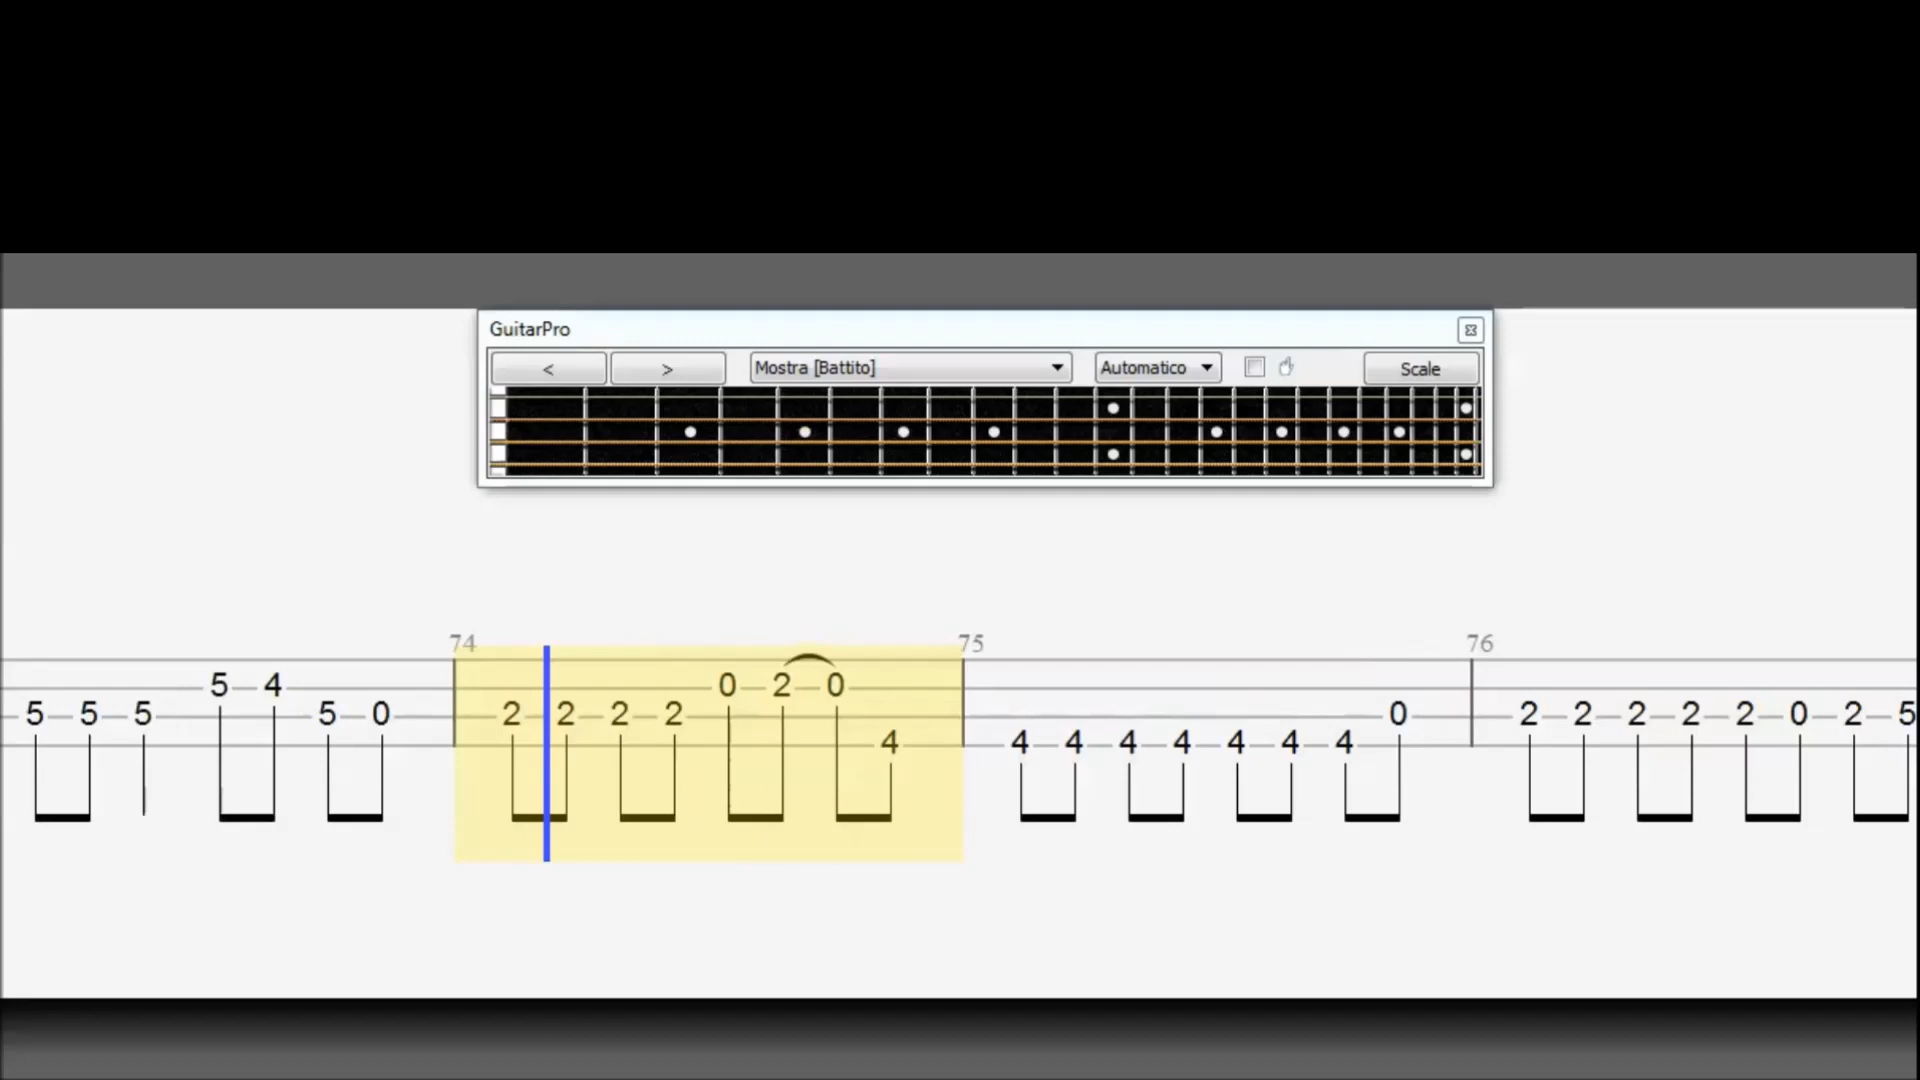 GuitarPro
< > Mostra [Battito] Automatico Scale
74 75 76
5 4 0 2 0
5 5 5 5 0 2 2 2 2 0 2 2 2 2 2 0 2 5
4 4 4 4 4 4 4 4